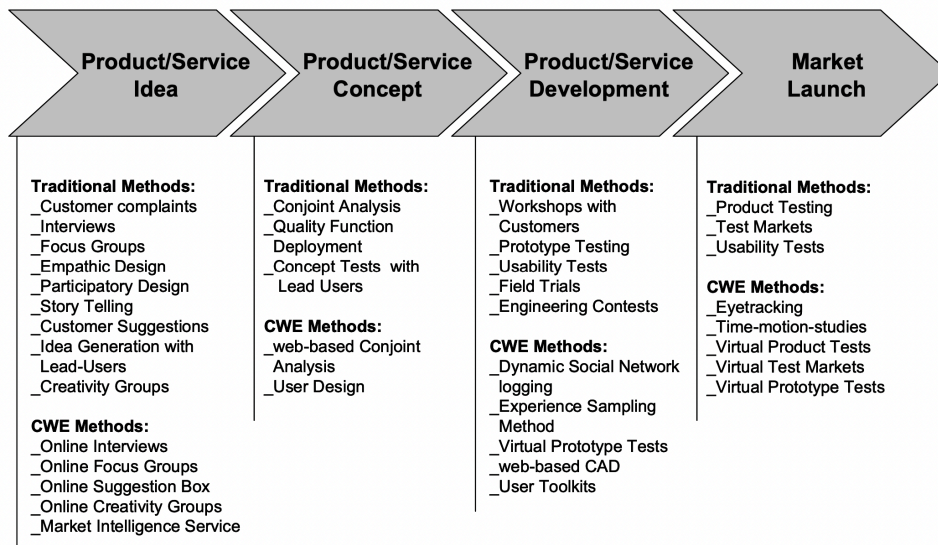 Product/Service
Idea
Product/Service
Concept
Product/Service
Development
Market
Launch
Traditional Methods:
_Customer complaints
_Interviews
_Focus Groups
_Empathic Design
_Participatory Design
_Story Telling
_Customer Suggestions
_Idea Generation with
Lead-Users
_Creativity Groups
CWE Methods:
_Online Interviews
_Online Focus Groups
_Online Suggestion Box
_Online Creativity Groups
_Market Intelligence Service
Traditional Methods:
_Conjoint Analysis
_Quality Function
Deployment
_Concept Tests with
Lead Users
CWE Methods:
_web-based Conjoint
Analysis
_User Design
Traditional Methods:
_Workshops with
Customers
_Prototype Testing
_Usability Tests
_Field Trials
_Engineering Contests
CWE Methods:
_Dynamic Social Network
logging
_Experience Sampling
Method
_Virtual Prototype Tests
_web-based CAD
_User Toolkits
Traditional Methods:
_Product Testing
_Test Markets
_Usability Tests
CWE Methods:
_Eyetracking
_Time-motion-studies
_Virtual Product Tests
_Virtual Test Markets
_Virtual Prototype Tests